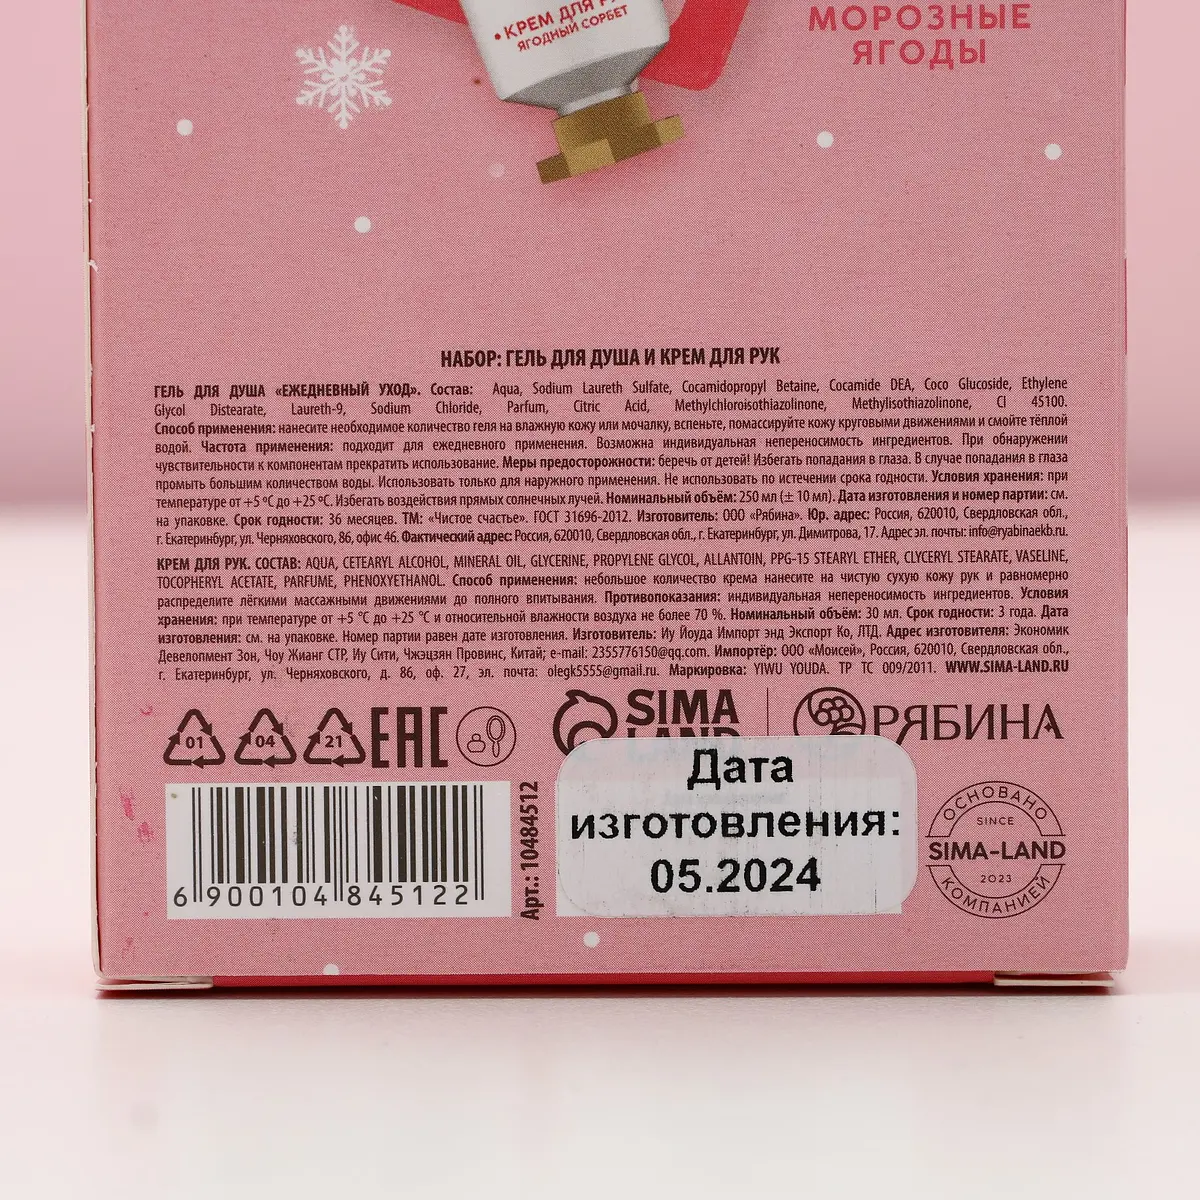 • КРЕМ ДЛЯ РУ
ЯГОДНЫЙ СОРБЕТ
МОРОЗНЫЕ
ЯГОДЫ
НАБОР: ГЕЛЬ ДЛЯ ДУША И КРЕМ ДЛЯ РУК
ГЕЛЬ ДЛЯ ДУША «ЕЖЕДНЕВНЫЙ УХОД». Состав: Aqua, Sodium Laureth Sulfate, Cocamidopropyl Betaine, Cocamide DEA, Coco Glucoside, Ethylene
Glycol Distearate, Laureth-9, Sodium Chloride, Parfum, Citric Acid, Methylchloroisothiazolinone, Methylisothiazolinone, CI 45100.
Способ применения: нанесите необходимое количество геля на влажную кожу или мочалку, вспеньте, помассируйте кожу круговыми движениями и смойте тёплой
водой. Частота применения: подходит для ежедневного применения. Возможна индивидуальная непереносимость ингредиентов. При обнаружении
чувствительности к компонентам прекратить использование. Меры предосторожности: беречь от детей! Избегать попадания в глаза. В случае попадания в глаза
промыть большим количеством воды. Использовать только для наружного применения. Не использовать по истечении срока годности. Условия хранения: при
температуре от +5 °С до +25 °С. Избегать воздействия прямых солнечных лучей. Номинальный объём: 250 мл (± 10 мл). Дата изготовления и номер партии: см.
на упаковке. Срок годности: 36 месяцев. ТМ: «Чистое счастье». ГОСТ 31696-2012. Изготовитель: ООО «Рябина». Юр. адрес: Россия, 620010, Свердловская обл.,
г. Екатеринбург, ул. Черняховского, 86, офис 46. Фактический адрес: Россия, 620010, Свердловская обл., г. Екатеринбург, ул. Димитрова, 17. Адрес эл. почты: info@ryabinaekb.ru.
КРЕМ ДЛЯ РУК. СОСТАВ: AQUA, CETEARYL ALCOHOL, MINERAL OIL, GLYCERINE, PROPYLENE GLYCOL, ALLANTOIN, PPG-15 STEARYL ETHER, CLYCERYL STEARATE, VASELINE,
TOCOPHERYL ACETATE, PARFUME, PHENOXYETHANOL. Способ применения: небольшое количество крема нанесите на чистую сухую кожу рук и равномерно
распределите лёгкими массажными движениями до полного впитывания. Противопоказания: индивидуальная непереносимость ингредиентов. Условия
хранения: при температуре от +5 °С до +25 °С и относительной влажности воздуха не более 70 %. Номинальный объем: 30 мл. Срок годности: 3 года. Дата
изготовления: см. на упаковке. Номер партии равен дате изготовления. Изготовитель: Иу Йоуда Импорт энд Экспорт Ко, ЛТД. Адрес изготовителя: Экономик
Девелопмент Зон, Чоу Жианг СТР, Иу Сити, Чжэцзян Провинс, Китай; e-mail: 2355776150@qq.com. Импортёр: ООО «Моисей», Россия, 620010, Свердловская обл.,
г. Екатеринбург, ул. Черняховского, д. 86, оф. 27, эл. почта: olegk5555@gmail.ru. Маркировка: YIWU YOUDA. ТР ТС 009/2011. WWW.SIMA-LAND.RU
01 04 21 EAC
SIMA
LAND
РЯБИНА
6 900104 845122
Арт.: 10484512
Дата
изготовления:
05.2024
ОСНОВАНО
SINCE
SIMA-LAND
2023
КОМПАНИЕЙ